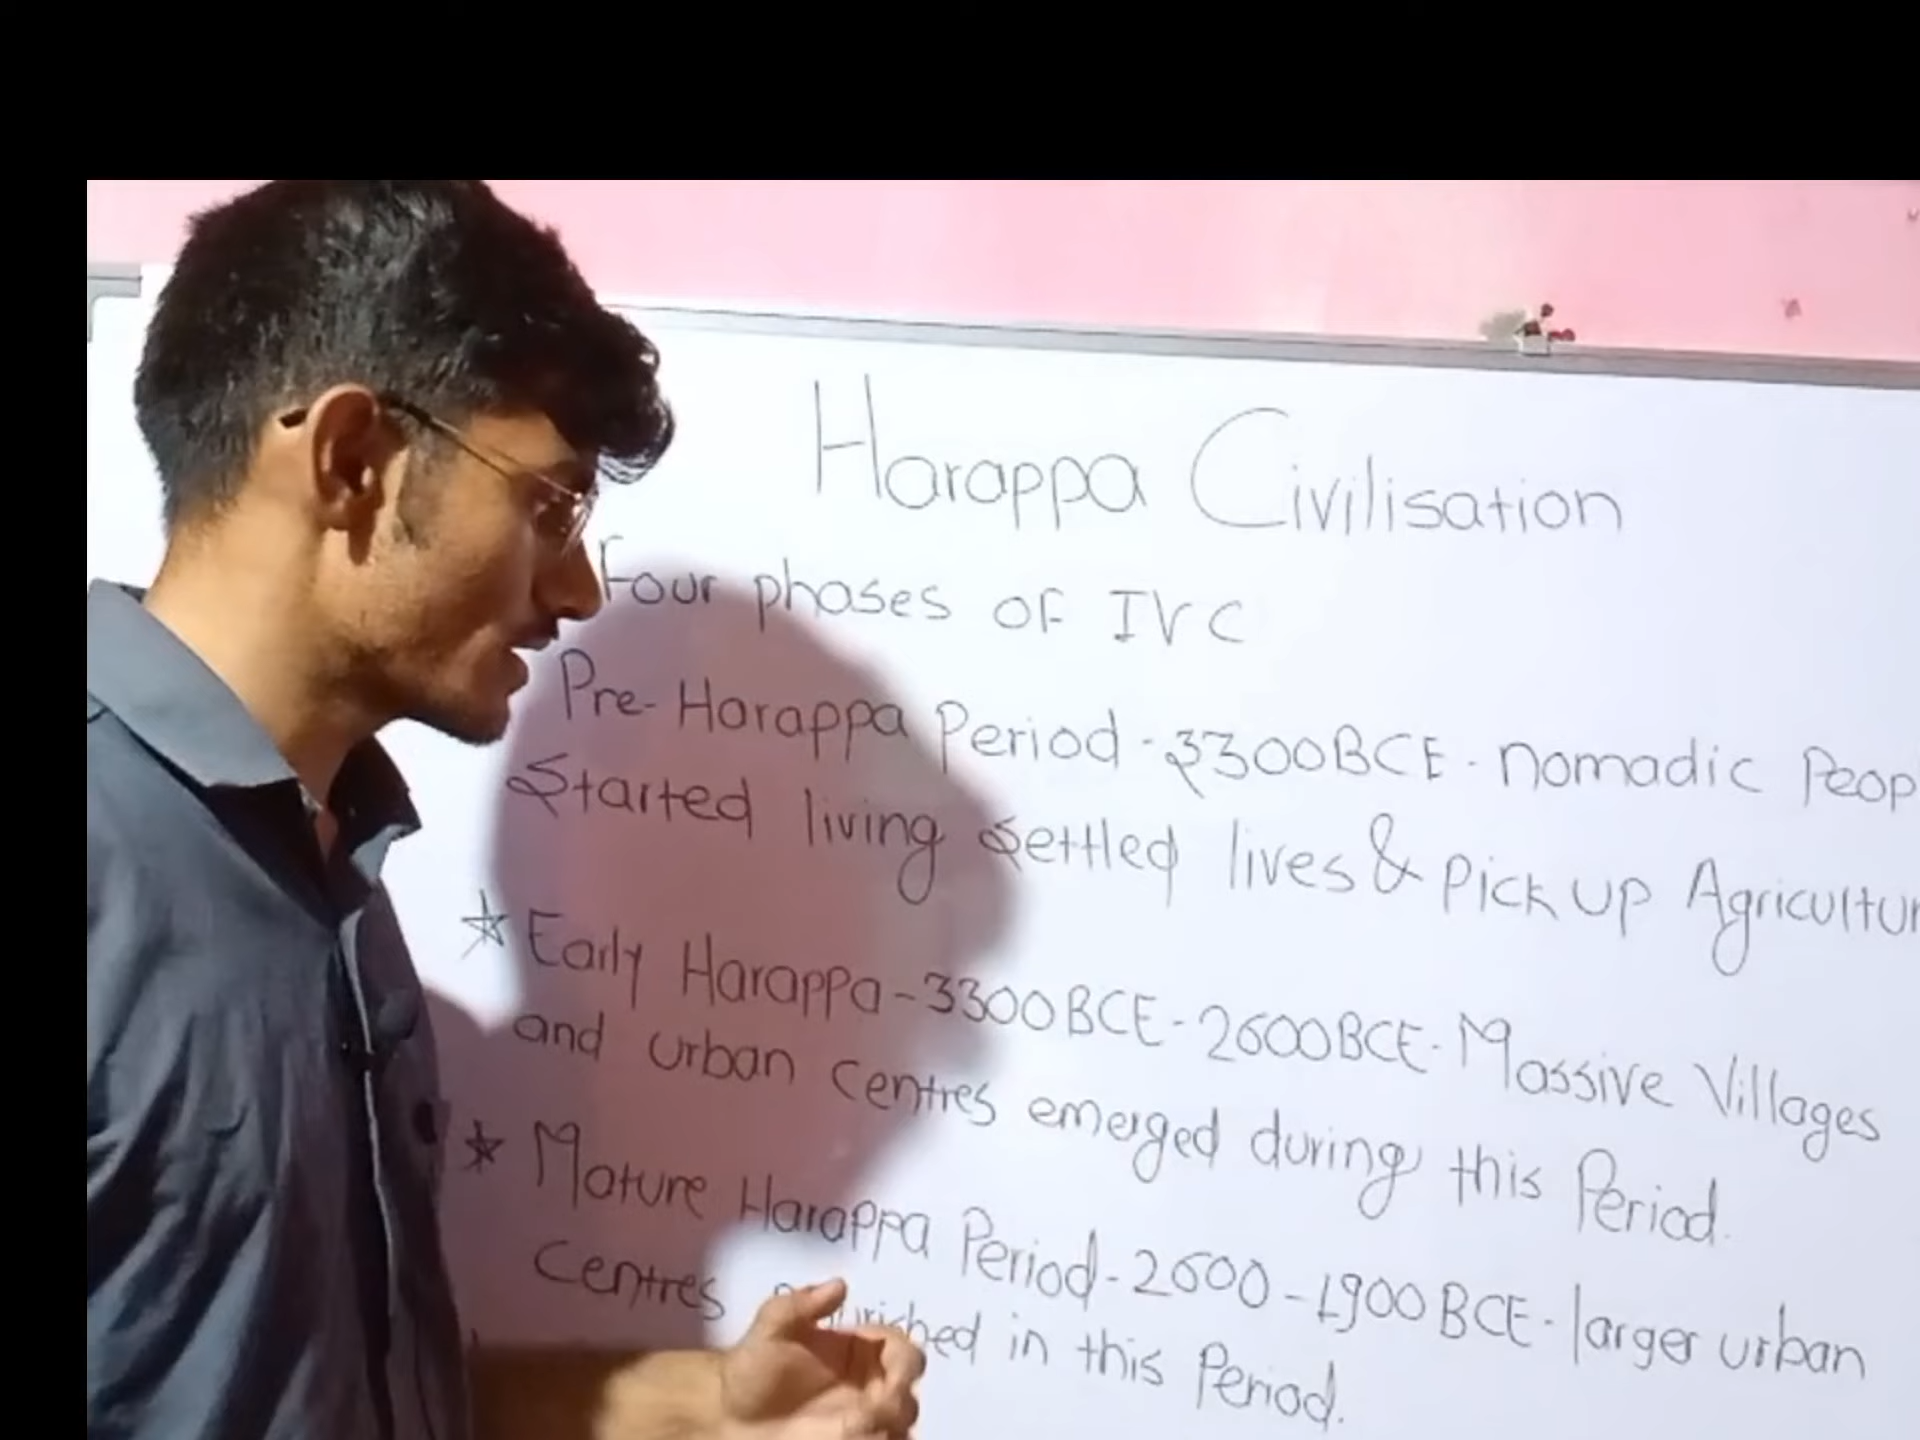 Harappa Civilisation
Four phases of IVC
Pre-Harappa Period - 3300BCE - nomadic Peop
Started living settled lives & Pick up Agricultur
☆ Early Harappa - 3300BCE - 2600BCE - Massive Villages
and urban centres emerged during this Period.
☆ Mature Harappa Period - 2600 - 1900BCE - larger urban
Centres in this Period.